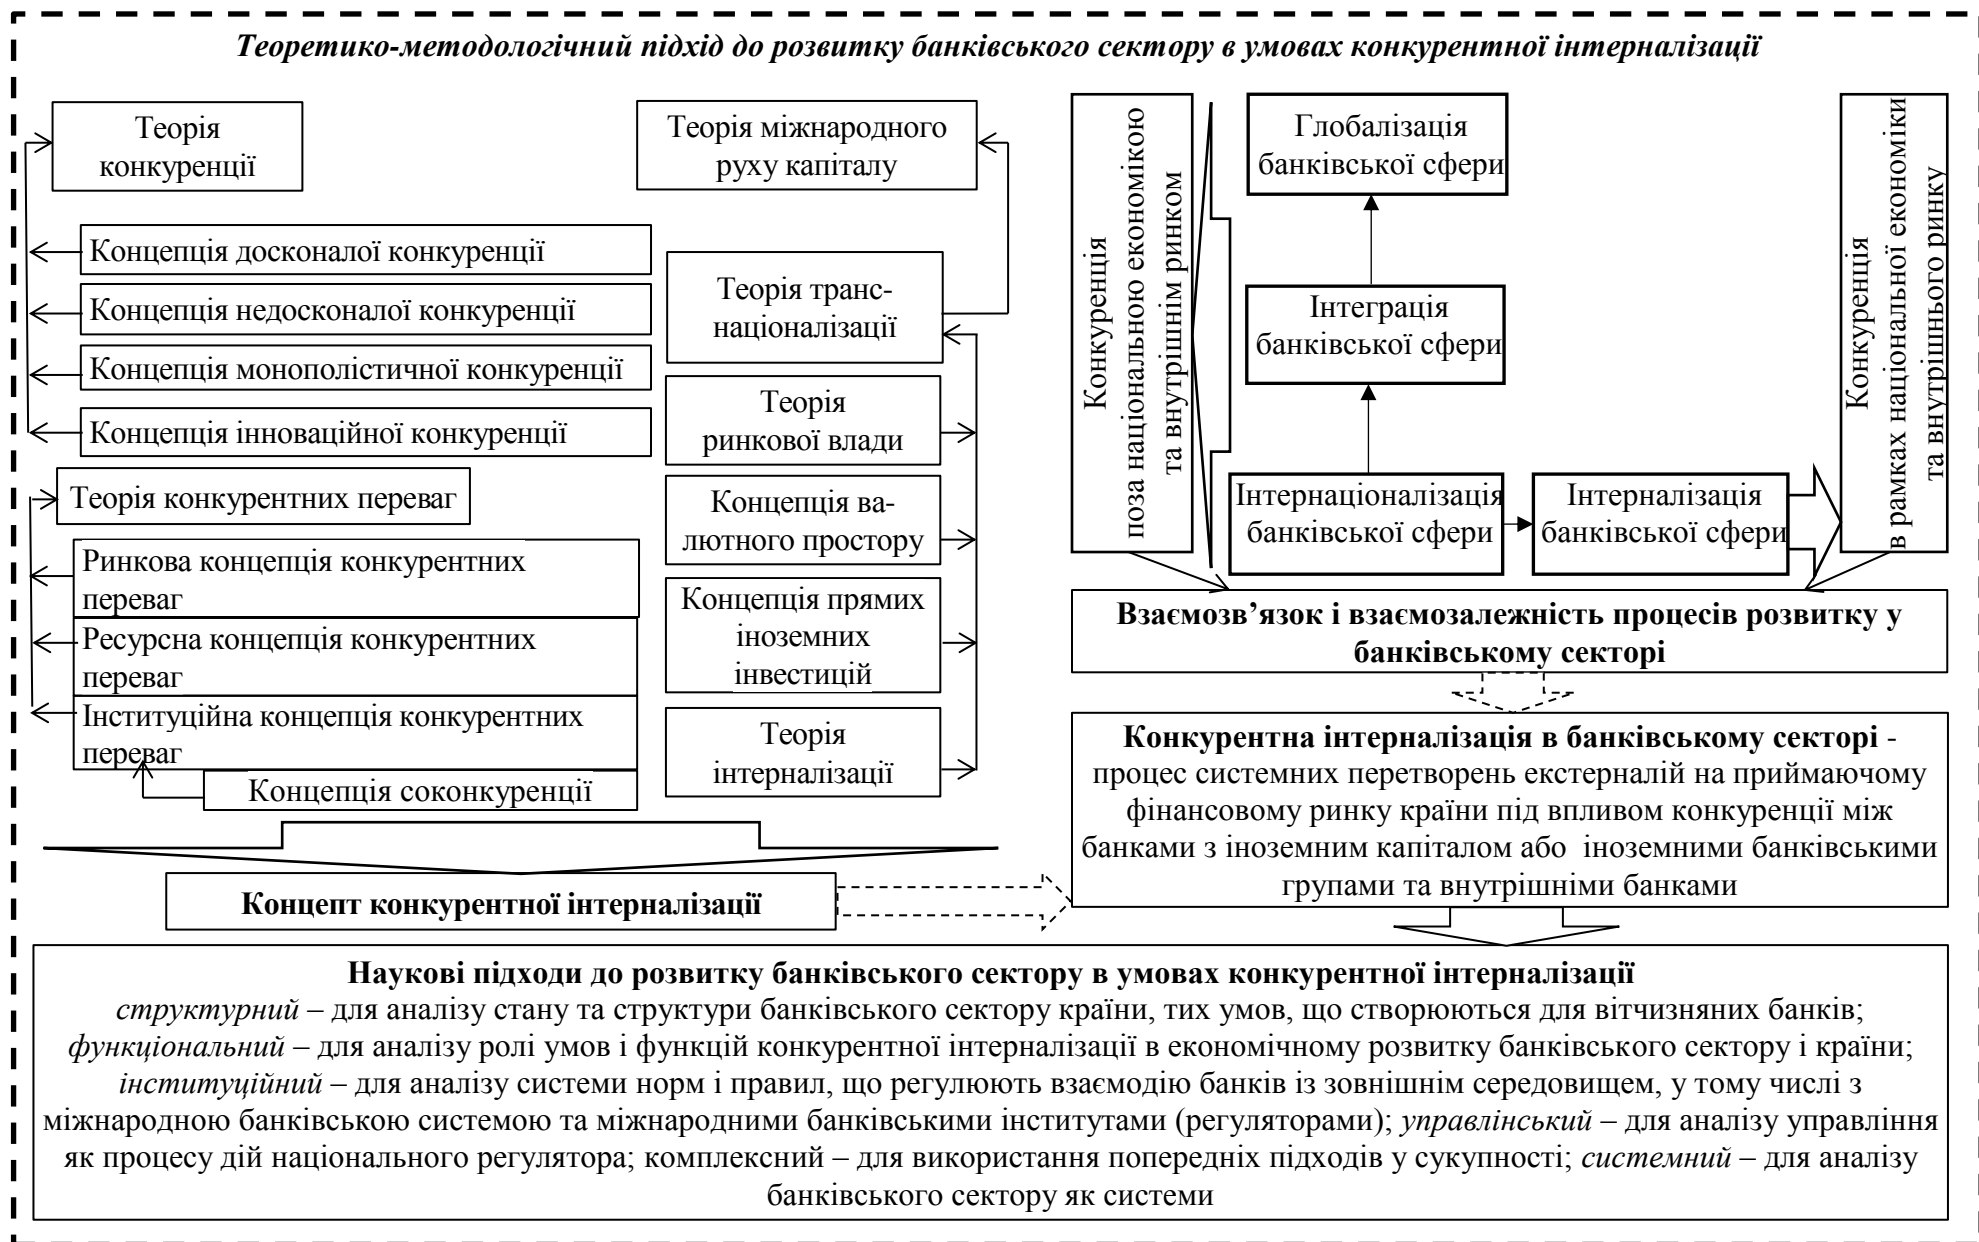 Теоретико-методологічний підхід до розвитку банківського сектору в умовах конкурентної інтерналізації
Теорія
конкуренції
Концепція досконалої конкуренції
Концепція недосконалої конкуренції
Концепція монополістичної конкуренції
Концепція інноваційної конкуренції
Теорія конкурентних переваг
Ринкова концепція конкурентних
переваг
Ресурсна концепція конкурентних
переваг
Інституційна концепція конкурентних
переваг
Концепція соконкуренції
Теорія міжнародного
руху капіталу
Теорія транс-
націоналізації
Теорія
ринкової влади
Концепція ва-
лютного простору
Концепція прямих
іноземних
інвестицій
Теорія
інтерналізації
Концепт конкурентної інтерналізації
Конкуренція
поза національною економікою
та внутрішнім ринком
Глобалізація
банківської сфери
Інтеграція
банківської сфери
Інтернаціоналізація
банківської сфери
Інтерналізація
банківської сфери
Конкуренція
в рамках національної економіки
та внутрішнього ринку
Взаємозв’язок і взаємозалежність процесів розвитку у
банківському секторі
Конкурентна інтерналізація в банківському секторі -
процес системних перетворень екстерналій на приймаючому
фінансовому ринку країни під впливом конкуренції між
банками з іноземним капіталом або іноземними банківськими
групами та внутрішніми банками
Наукові підходи до розвитку банківського сектору в умовах конкурентної інтерналізації
структурний – для аналізу стану та структури банківського сектору країни, тих умов, що створюються для вітчизняних банків;
функціональний – для аналізу ролі умов і функцій конкурентної інтерналізації в економічному розвитку банківського сектору і країни;
інституційний – для аналізу системи норм і правил, що регулюють взаємодію банків із зовнішнім середовищем, у тому числі з
міжнародною банківською системою та міжнародними банківськими інститутами (регуляторами); управлінський – для аналізу управління
як процесу дій національного регулятора; комплексний – для використання попередніх підходів у сукупності; системний – для аналізу
банківського сектору як системи